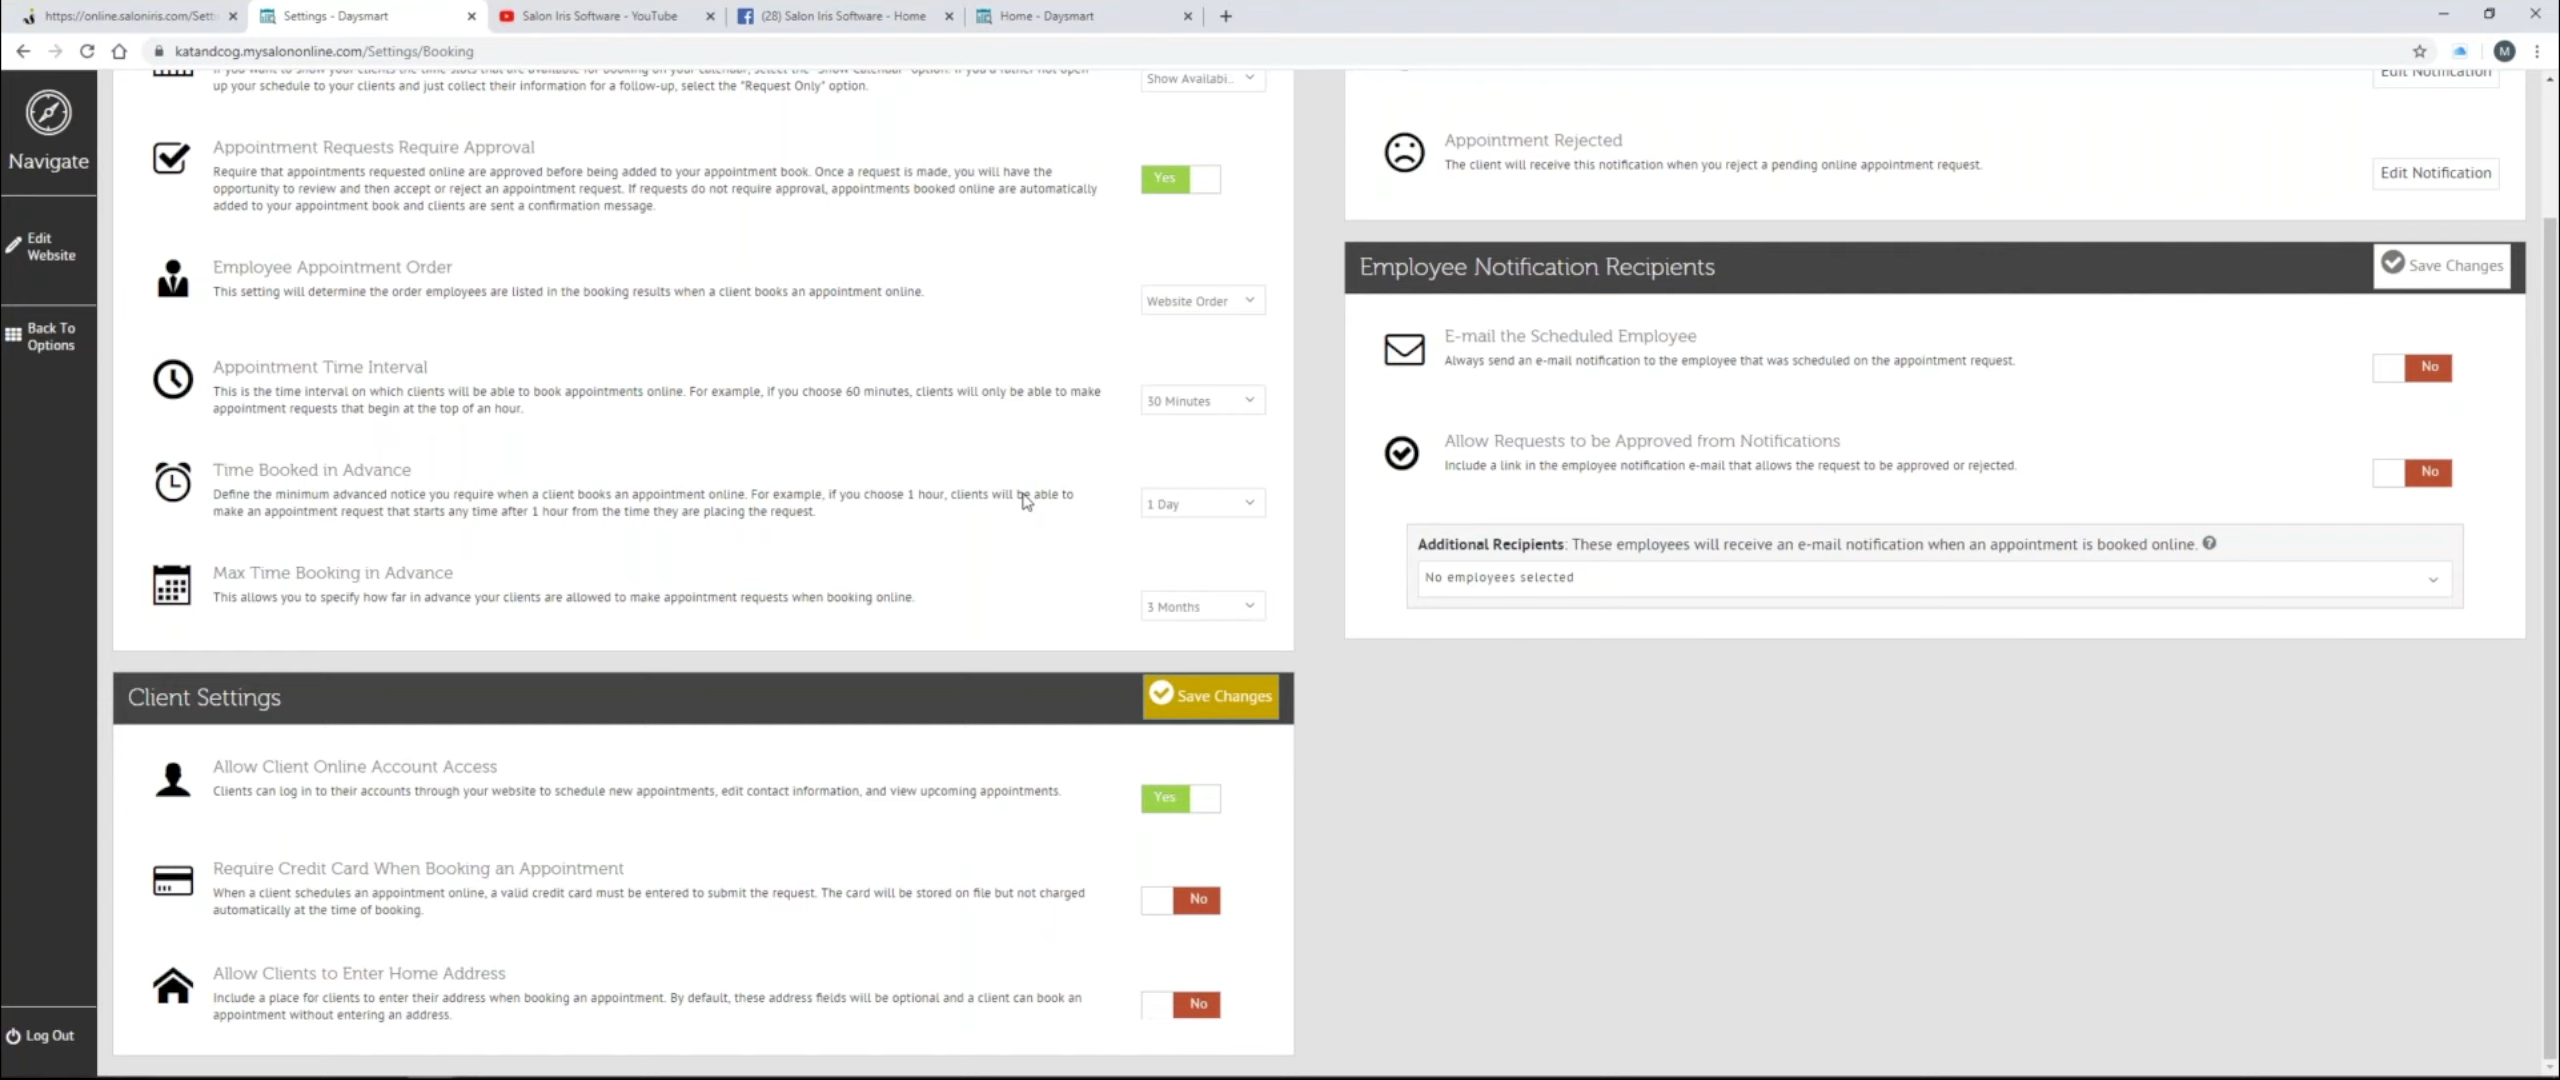 https://online.saloniris.com/Sett
Settings - Daysmart
Salon Iris Software - YouTube
(28) Salon Iris Software - Home
Home - Daysmart
katandcog.mysalononline.com/Settings/Booking
M
Navigate
Edit
Website
Back To
Options
Log Out
If you want to show your clients the time slots that are available for booking on your calendar, select the "Show Calendar" option. If you'd rather not open
up your schedule to your clients and just collect their information for a follow-up, select the "Request Only" option.
Show Availabi..
Appointment Requests Require Approval
Require that appointments requested online are approved before being added to your appointment book. Once a request is made, you will have the
opportunity to review and then accept or reject an appointment request. If requests do not require approval, appointments booked online are automatically
added to your appointment book and clients are sent a confirmation message.
Yes
Employee Appointment Order
This setting will determine the order employees are listed in the booking results when a client books an appointment online.
Website Order
Appointment Time Interval
This is the time interval on which clients will be able to book appointments online. For example, if you choose 60 minutes, clients will only be able to make
appointment requests that begin at the top of an hour.
30 Minutes
Time Booked in Advance
Define the minimum advanced notice you require when a client books an appointment online. For example, if you choose 1 hour, clients will be able to
make an appointment request that starts any time after 1 hour from the time they are placing the request.
1 Day
Max Time Booking in Advance
This allows you to specify how far in advance your clients are allowed to make appointment requests when booking online.
3 Months
Client Settings
Save Changes
Allow Client Online Account Access
Clients can log in to their accounts through your website to schedule new appointments, edit contact information, and view upcoming appointments.
Yes
Require Credit Card When Booking an Appointment
When a client schedules an appointment online, a valid credit card must be entered to submit the request. The card will be stored on file but not charged
automatically at the time of booking.
No
Allow Clients to Enter Home Address
Include a place for clients to enter their address when booking an appointment. By default, these address fields will be optional and a client can book an
appointment without entering an address.
No
Edit Notification
Appointment Rejected
The client will receive this notification when you reject a pending online appointment request.
Edit Notification
Employee Notification Recipients
Save Changes
E-mail the Scheduled Employee
Always send an e-mail notification to the employee that was scheduled on the appointment request.
No
Allow Requests to be Approved from Notifications
Include a link in the employee notification e-mail that allows the request to be approved or rejected.
No
Additional Recipients: These employees will receive an e-mail notification when an appointment is booked online.
No employees selected